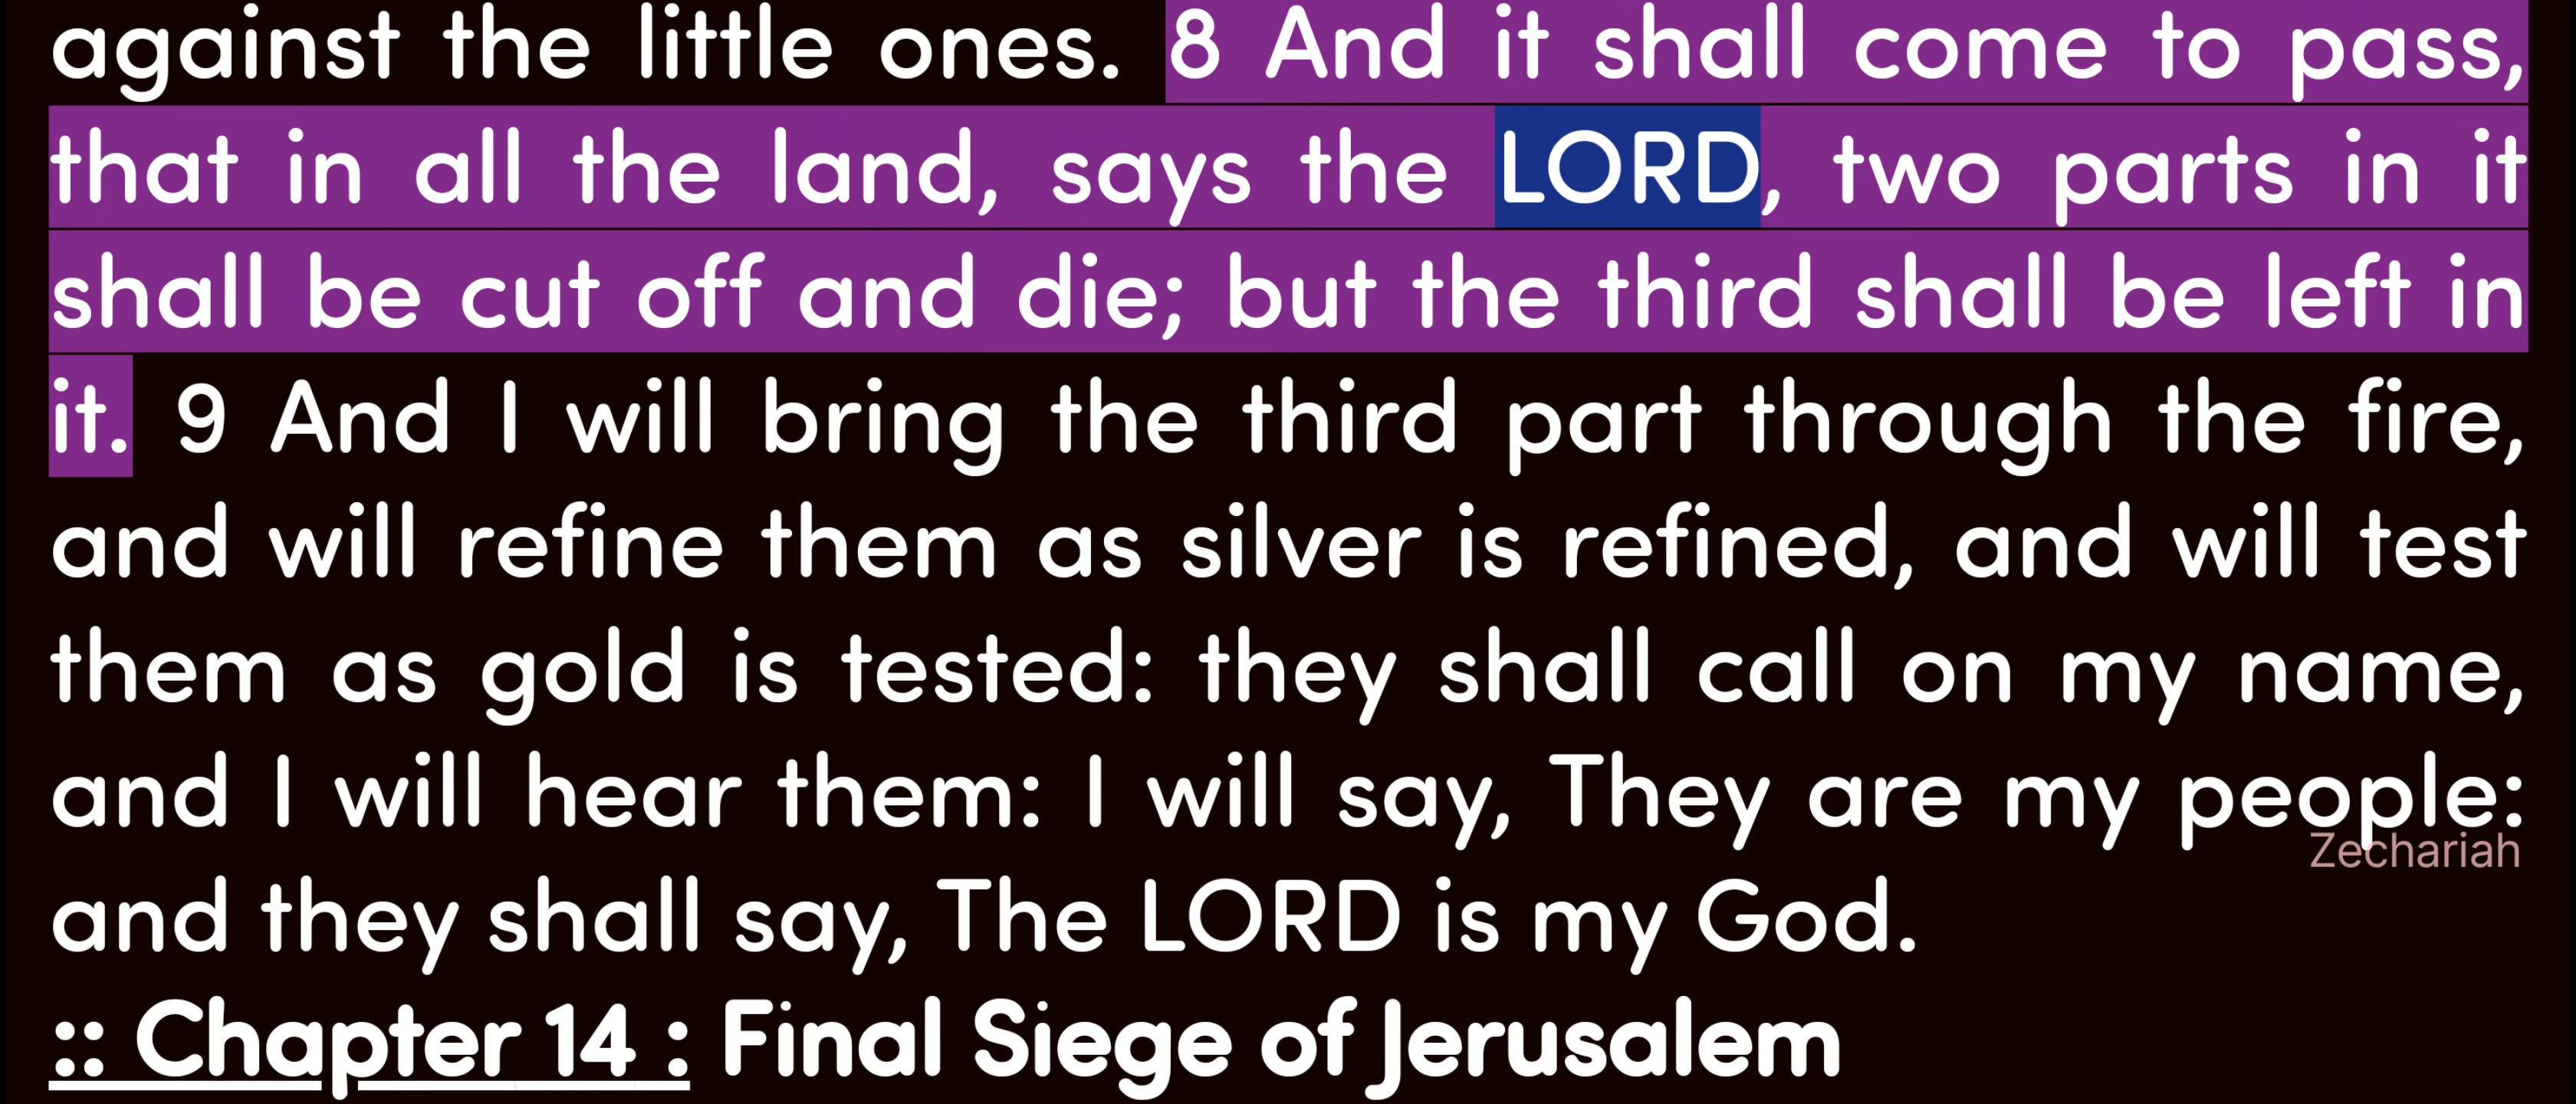 against the little ones. 8 And it shall come to pass,
that in all the land, says the LORD, two parts in it
shall be cut off and die; but the third shall be left in
it. 9 And I will bring the third part through the fire,
and will refine them as silver is refined, and will test
them as gold is tested: they shall call on my name,
and I will hear them: I will say, They are my people:
Zechariah
and they shall say, The LORD is my God.
:: Chapter 14 : Final Siege of Jerusalem